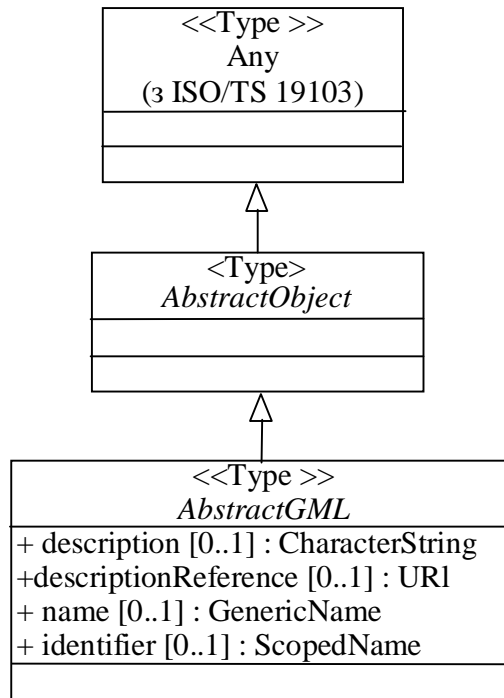 <<Type >>
Any
(з ISO/TS 19103)
<Type>
AbstractObject
<<Type >>
AbstractGML
+ description [0..1] : CharacterString
+descriptionReference [0..1] : URl
+ name [0..1] : GenericName
+ identifier [0..1] : ScopedName